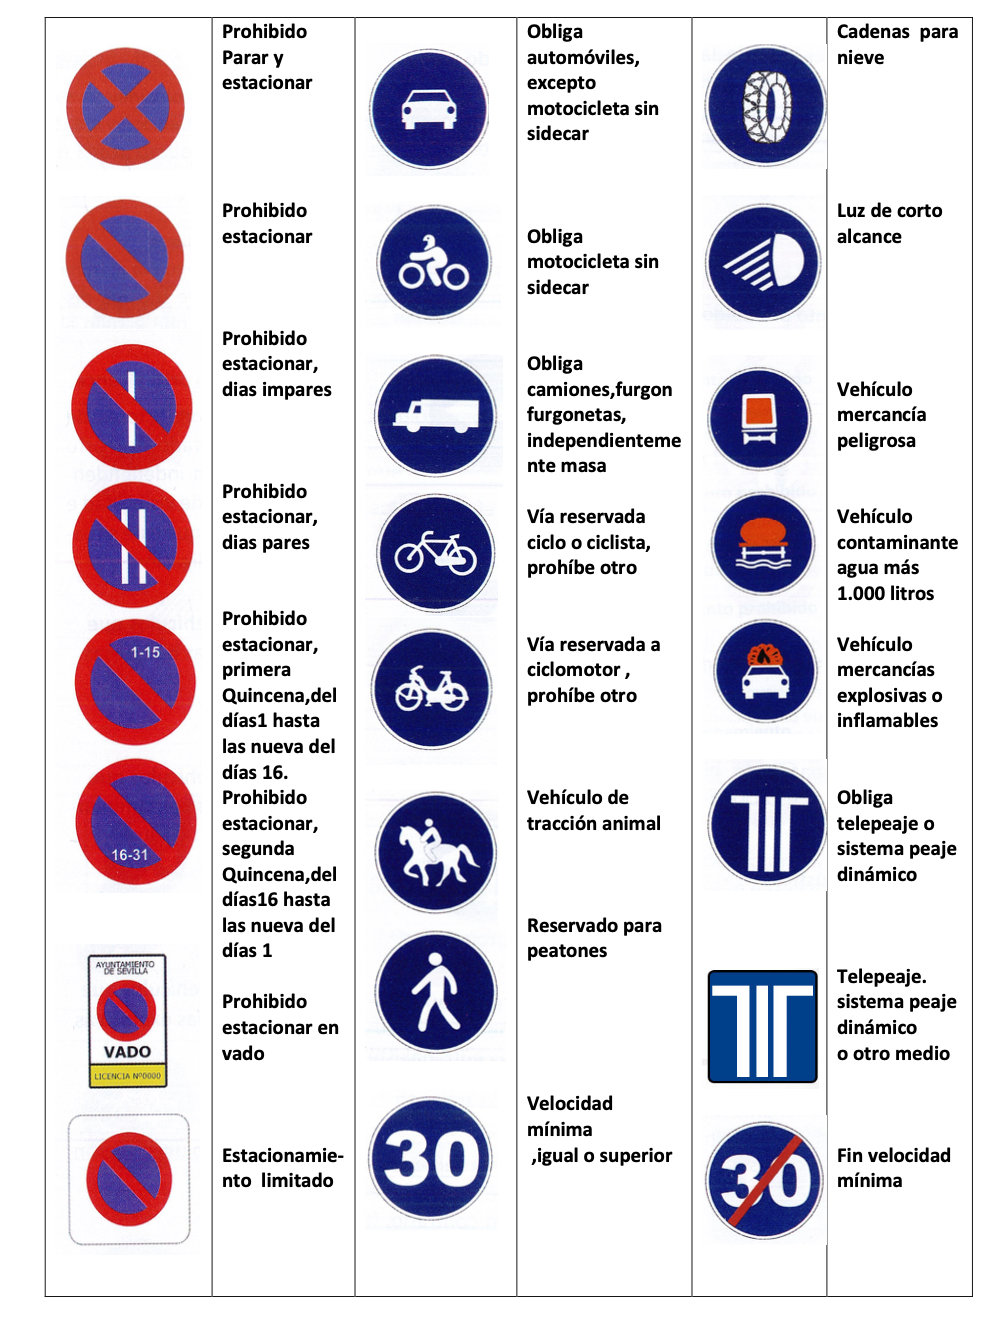 Prohibido
Parar y
estacionar
Prohibido
estacionar
Prohibido
estacionar,
dias impares
Prohibido
estacionar,
dias pares
1-15
Prohibido
estacionar,
primera
Quincena,del
días1 hasta
las nueva del
días 16.
16-31
Prohibido
estacionar,
segunda
Quincena,del
días16 hasta
las nueva del
días 1
AYUNTAMIENTO
DE SEVILLA
VADO
LICENCIA Nº0000
Prohibido
estacionar en
vado
Estacionamie-
nto limitado
Obliga
automóviles,
excepto
motocicleta sin
sidecar
Obliga
motocicleta sin
sidecar
Obliga
camiones,furgon
furgonetas,
independienteme
nte masa
Vía reservada
ciclo o ciclista,
prohíbe otro
Vía reservada a
ciclomotor ,
prohíbe otro
Vehículo de
tracción animal
Reservado para
peatones
30
Velocidad
mínima
,igual o superior
Cadenas para
nieve
Luz de corto
alcance
Vehículo
mercancía
peligrosa
Vehículo
contaminante
agua más
1.000 litros
Vehículo
mercancías
explosivas o
inflamables
Obliga
telepeaje o
sistema peaje
dinámico
Telepeaje.
sistema peaje
dinámico
o otro medio
30
Fin velocidad
mínima